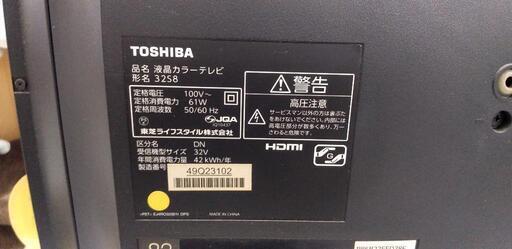 TOSHIBA
品名 液晶カラーテレビ
形名 32S8
定格電圧 100V~
定格消費電力 61W
定格周波数 50/60 Hz
JQA
東芝ライフスタイル株式会社
警告
高圧注意
サービスマン以外の方は裏ぶた
をあけないでください。内部には
高電圧部分が数多くあり、万一
さわると危険です。
区分名 DN
受信機型サイズ 32V
年間消費電力量 42 kWh/年
製造番号
49Q23102
HDMI
G
MADE IN CHINA